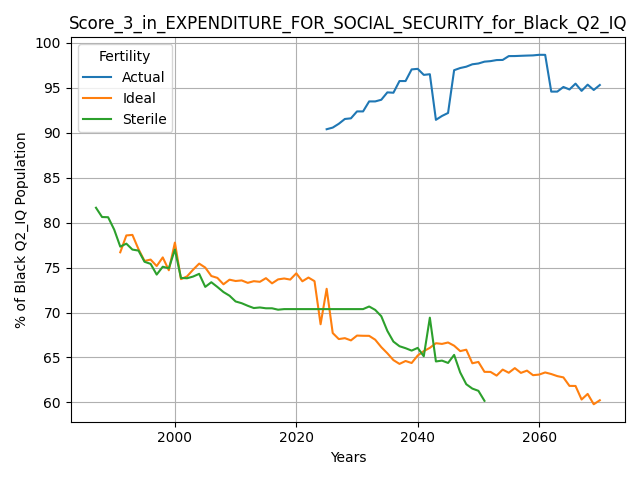 Score_3_in_EXPENDITURE_FOR_SOCIAL_SECURITY_for_Black_Q2_IQ
100
95
90
85
80
75
70
65
60
% of Black Q2_IQ Population
Fertility
Actual
Ideal
Sterile
2000
2020
2040
2060
Years